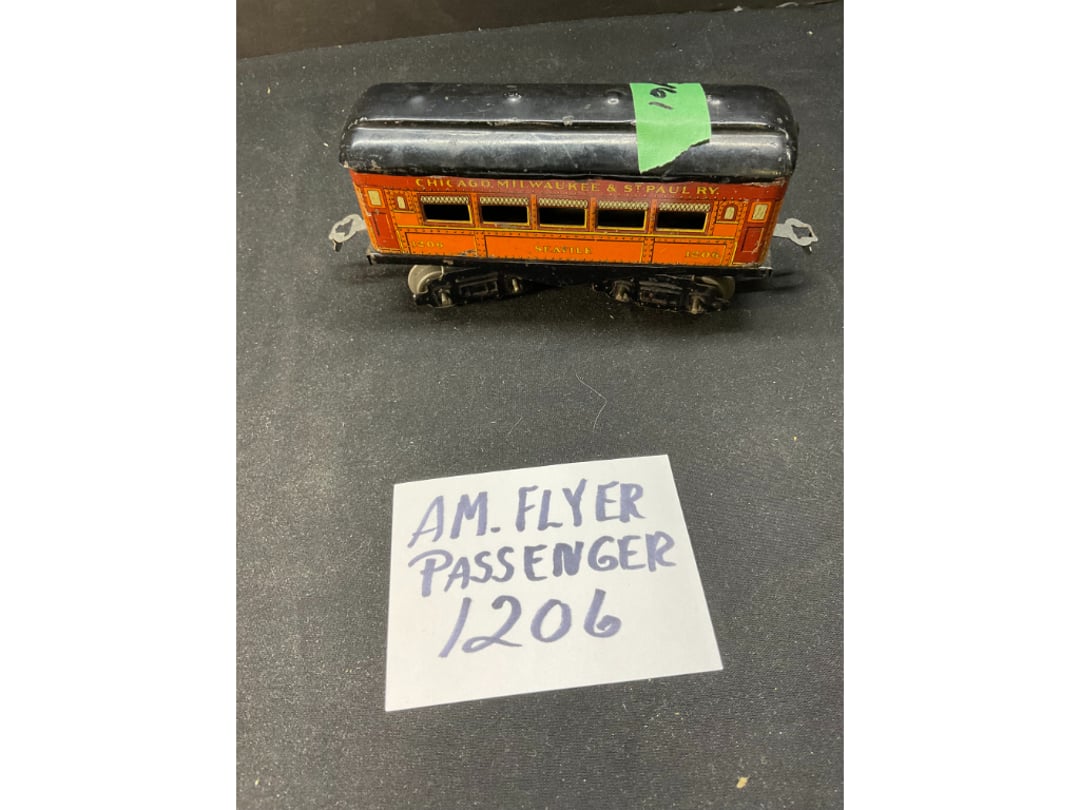 CHICAGO, MILWAUKEE & ST PAUL RY.
1206 SEATTLE 1206
AM. FLYER
PASSENGER
1206